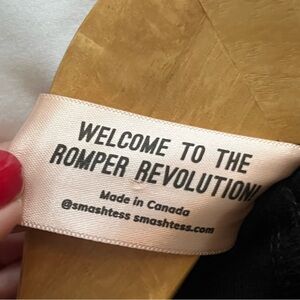 WELCOME TO THE
ROMPER REVOLUTION!
Made in Canada
@smashtess smashtess.com